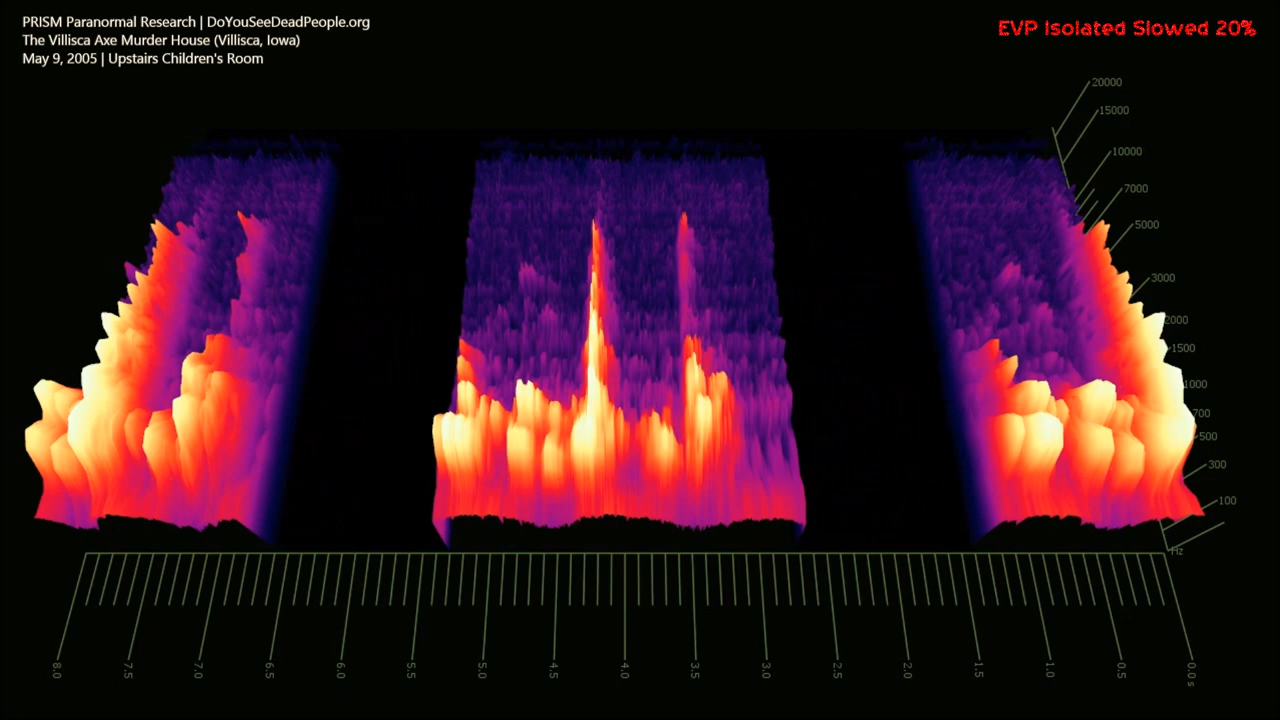 PRISM Paranormal Research | DoYouSeeDeadPeople.org
The Villisca Axe Murder House (Villisca, Iowa)
May 9, 2005 | Upstairs Children's Room
EVP Isolated Slowed 20%
20000
15000
10000
7000
5000
3000
2000
1500
1000
700
500
300
100
Hz
8.0 7.5 7.0 6.5 6.0 5.5 5.0 4.5 4.0 3.5 3.0 2.5 2.0 1.5 1.0 0.5 0.0 s